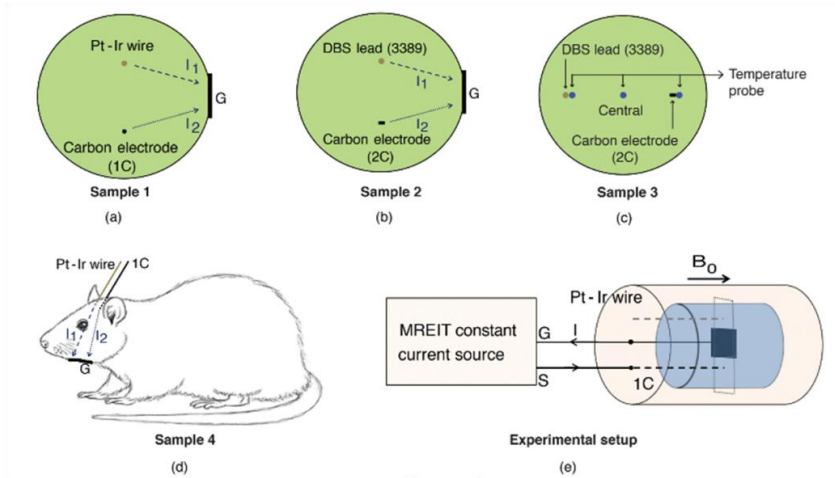 Pt-Ir wire
I1
G
I2
Carbon electrode
(1C)
Sample 1
(a)
DBS lead (3389)
I1
G
I2
Carbon electrode
(2C)
Sample 2
(b)
DBS lead (3389)
Temperature
probe
Central
Carbon electrode
(2C)
Sample 3
(c)
Pt-Ir wire
1C
I1
I2
G
Sample 4
(d)
B0
Pt-Ir wire
MREIT constant
current source
G
I
S
1C
Experimental setup
(e)